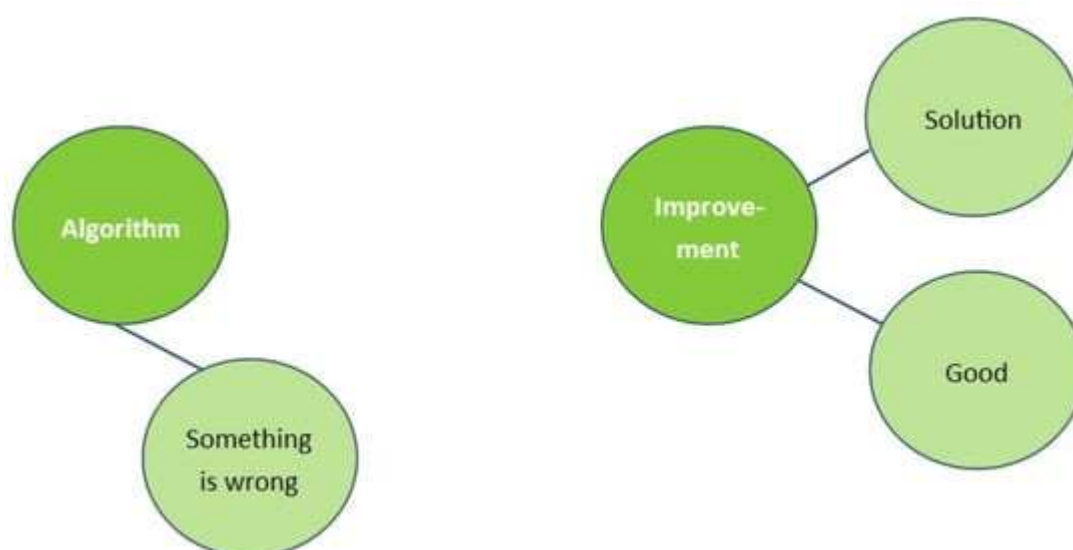 Algorithm
Something
is wrong
Improve-
ment
Solution
Good